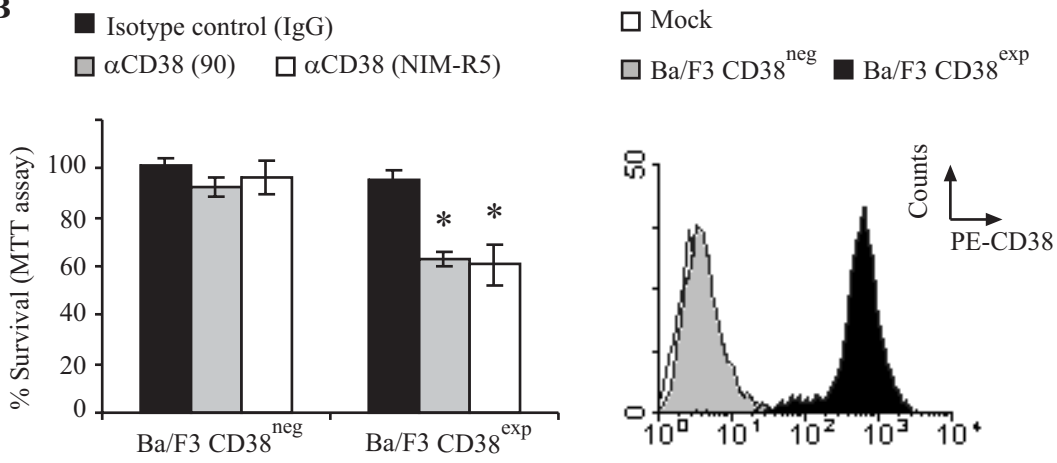 B
Isotype control (IgG)
αCD38 (90) αCD38 (NIM-R5)
% Survival (MTT assay)
100
80
60
40
20
0
* *
Ba/F3 CD38neg Ba/F3 CD38exp
Mock
Ba/F3 CD38neg Ba/F3 CD38exp
Counts
PE-CD38
50
0
10⁰ 10¹ 10² 10³ 10⁴